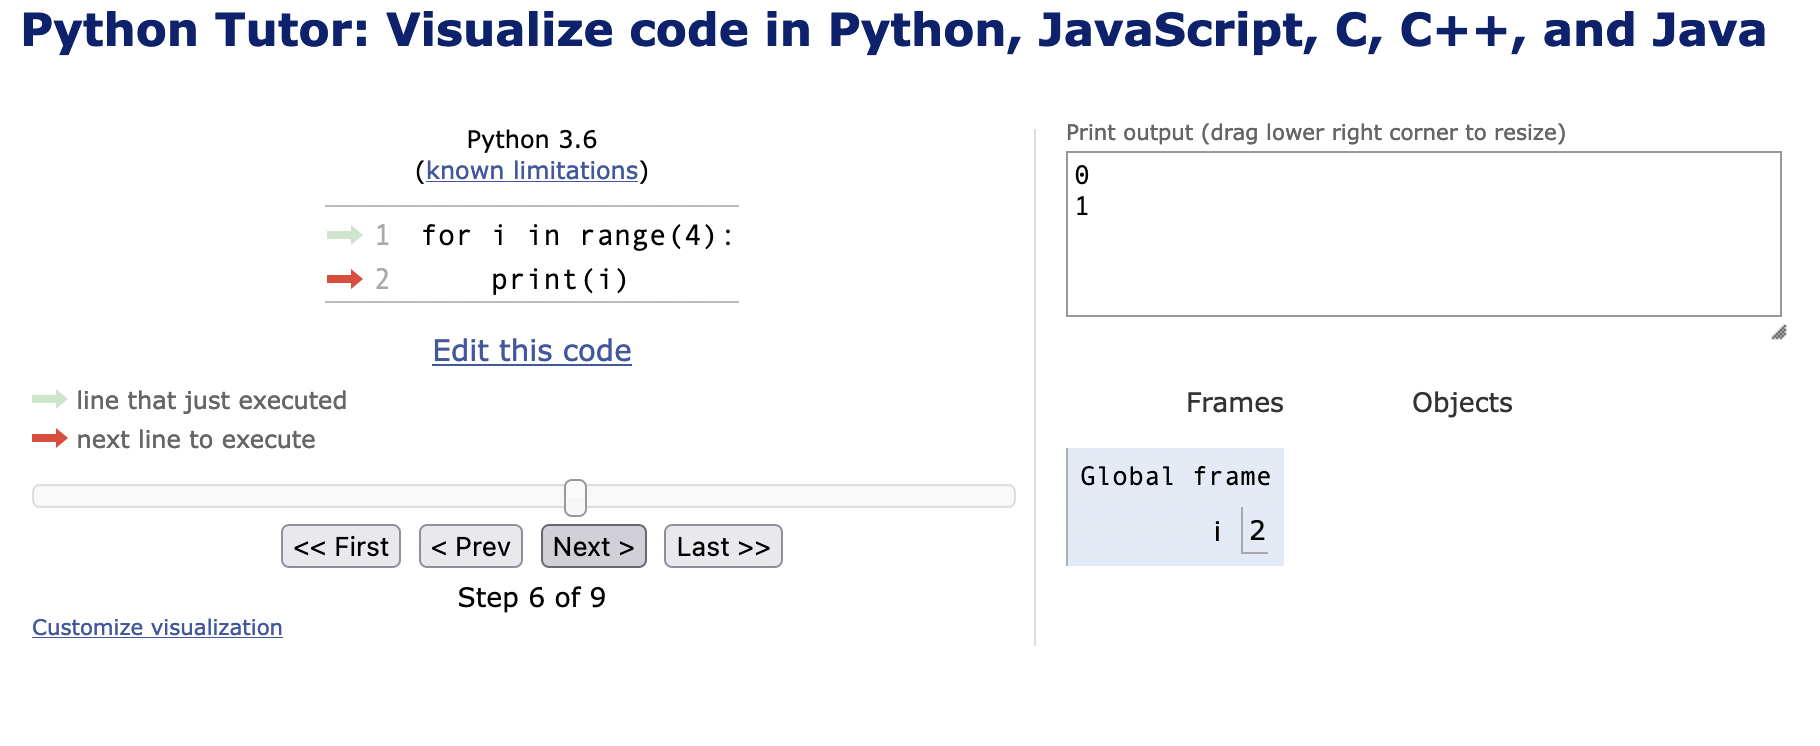 Python Tutor: Visualize code in Python, JavaScript, C, C++, and Java
Python 3.6
(known limitations)
1 for i in range(4):
2     print(i)
Edit this code
line that just executed
next line to execute
<< First < Prev Next > Last >>
Step 6 of 9
Customize visualization
Print output (drag lower right corner to resize)
0
1
Frames Objects
Global frame
i 2